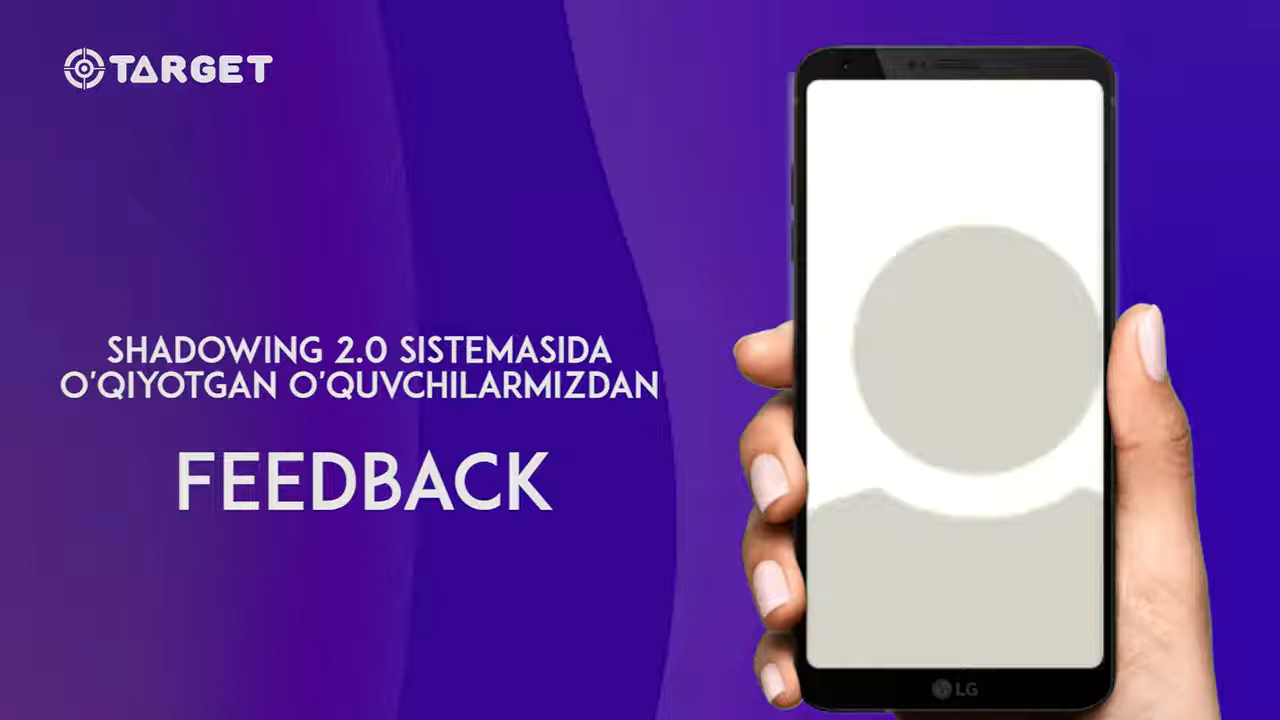 TARGET
SHADOWING 2.0 SISTEMASIDA
O'QIYOTGAN O'QUVCHILARMIZDAN
FEEDBACK
LG